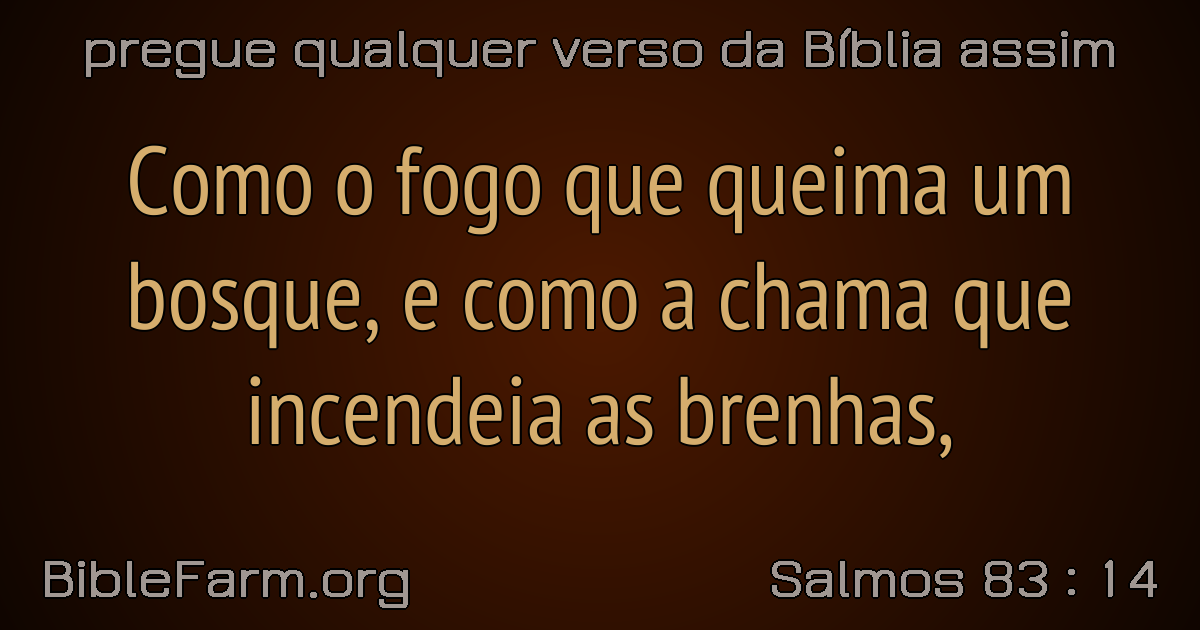 pregue qualquer verso da Bíblia assim
Como o fogo que queima um
bosque, e como a chama que
incendeia as brenhas,
BibleFarm.org
Salmos 83 : 14